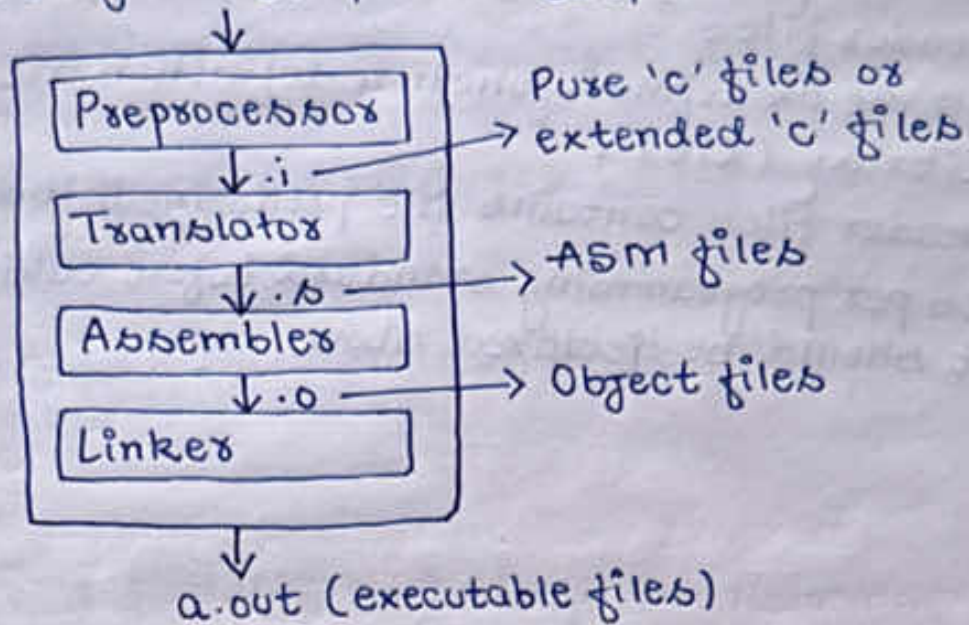 Preprocessor
Pure 'c' files or
.i → extended 'c' files
Translator
.s → ASM files
Assembler
.o → Object files
Linker
a.out (executable files)